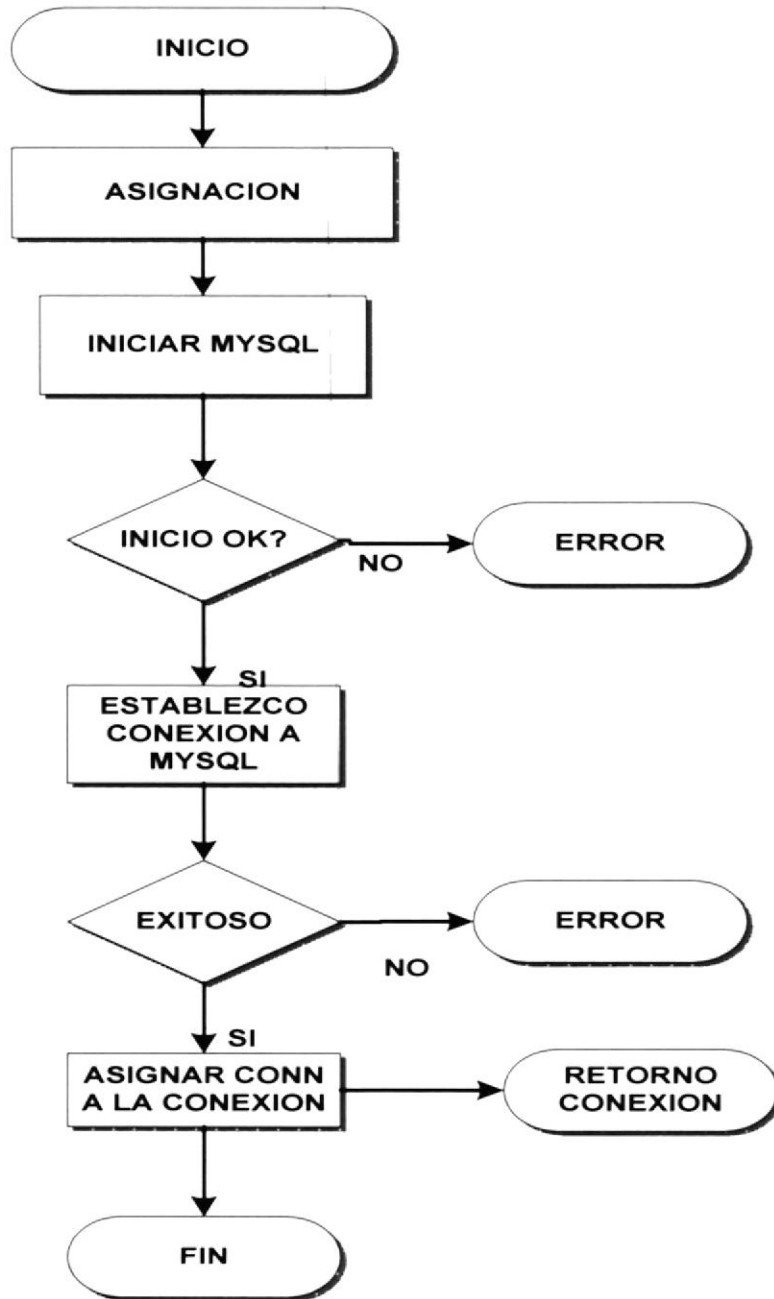 INICIO
ASIGNACION
INICIAR MYSQL
INICIO OK?
NO
ERROR
SI
ESTABLEZCO
CONEXION A
MYSQL
EXITOSO
NO
ERROR
SI
ASIGNAR CONN
A LA CONEXION
RETORNO
CONEXION
FIN